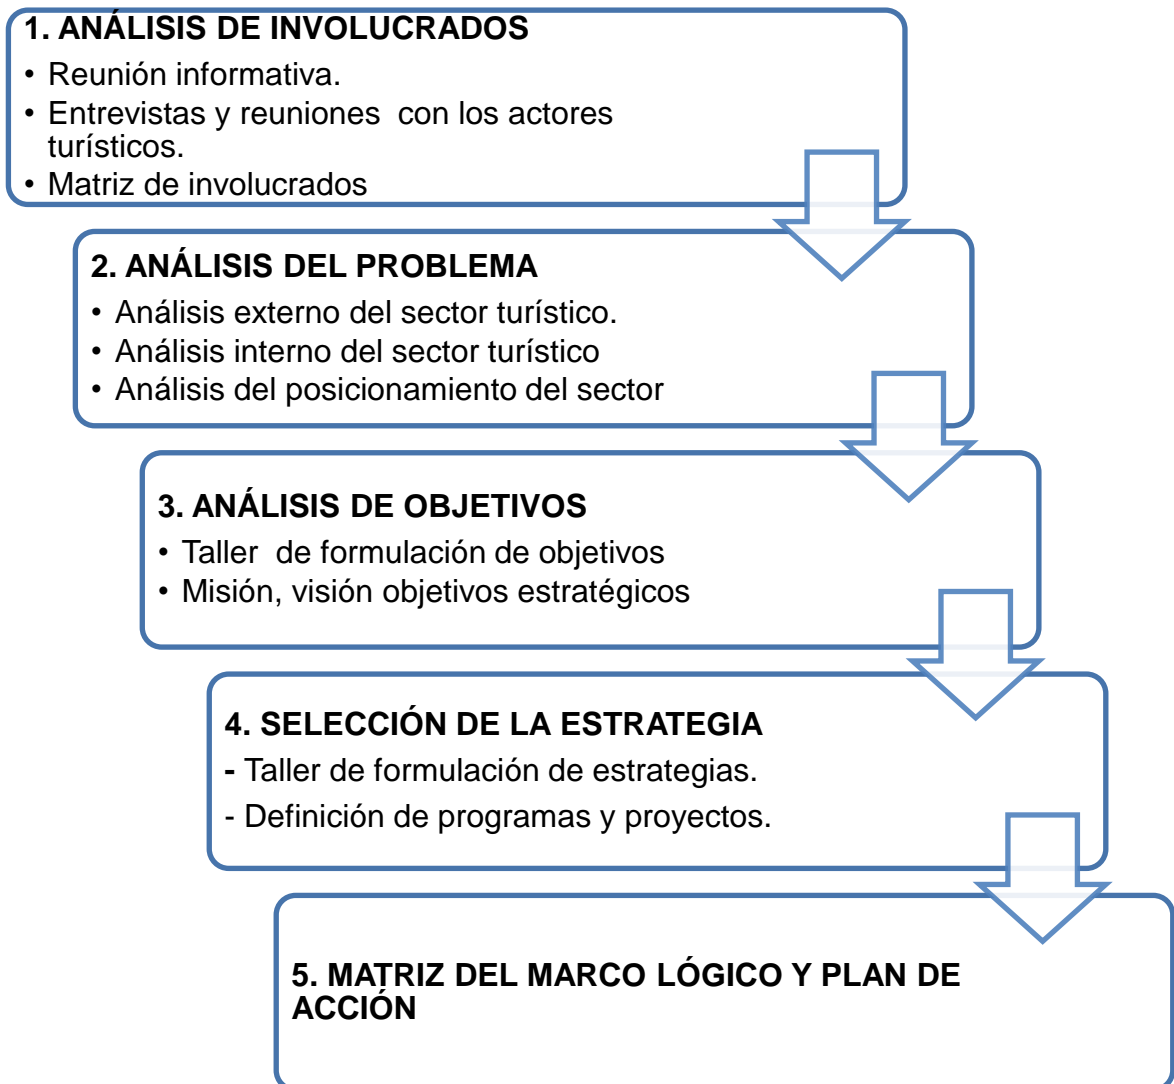 1. ANÁLISIS DE INVOLUCRADOS
• Reunión informativa.
• Entrevistas y reuniones con los actores
turísticos.
• Matriz de involucrados
2. ANÁLISIS DEL PROBLEMA
• Análisis externo del sector turístico.
• Análisis interno del sector turístico
• Análisis del posicionamiento del sector
3. ANÁLISIS DE OBJETIVOS
• Taller de formulación de objetivos
• Misión, visión objetivos estratégicos
4. SELECCIÓN DE LA ESTRATEGIA
- Taller de formulación de estrategias.
- Definición de programas y proyectos.
5. MATRIZ DEL MARCO LÓGICO Y PLAN DE
ACCIÓN